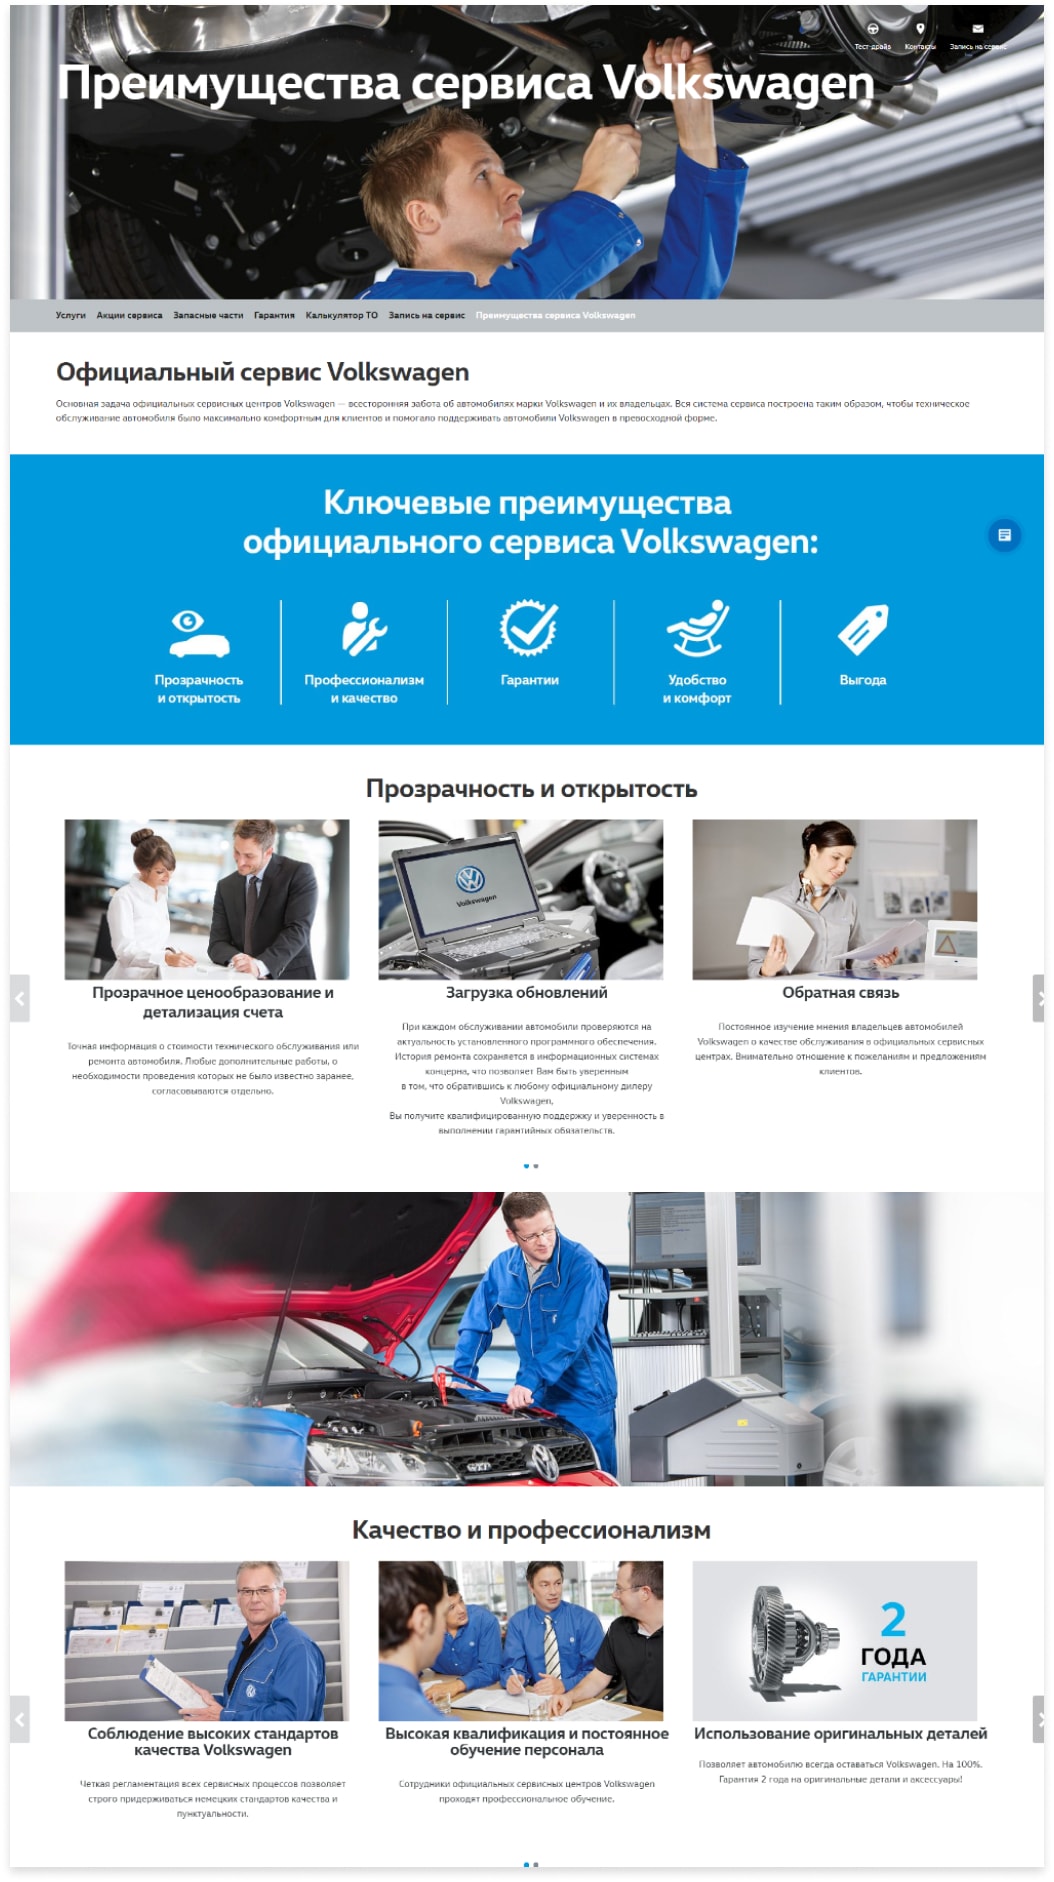 Тест-драйв
Контакты
Запись на сервис
Преимущества сервиса Volkswagen
Услуги Акции сервиса Запасные части Гарантия Калькулятор ТО Запись на сервис Преимущества сервиса Volkswagen
Официальный сервис Volkswagen
Основная задача официальных сервисных центров Volkswagen — всесторонняя забота об автомобилях марки Volkswagen и их владельцах. Вся система сервиса построена таким образом, чтобы техническое
обслуживание автомобиля было максимально комфортным для клиентов и помогало поддерживать автомобили Volkswagen в превосходной форме.
Ключевые преимущества
официального сервиса Volkswagen:
Прозрачность
и открытость
Профессионализм
и качество
Гарантии
Удобство
и комфорт
Выгода
Прозрачность и открытость
Volkswagen
Прозрачное ценообразование и
детализация счета
Точная информация о стоимости технического обслуживания или
ремонта автомобиля. Любые дополнительные работы, о
необходимости проведения которых не было известно заранее,
согласовываются отдельно.
Загрузка обновлений
При каждом обслуживании автомобили проверяются на
актуальность установленного программного обеспечения.
История ремонта сохраняется в информационных системах
концерна, что позволяет Вам быть уверенным
в том, что обратившись к любому официальному дилеру
Volkswagen,
Вы получите квалифицированную поддержку и уверенность в
выполнении гарантийных обязательств.
Обратная связь
Постоянное изучение мнения владельцев автомобилей
Volkswagen о качестве обслуживания в официальных сервисных
центрах. Внимательно отношение к пожеланиям и предложениям
клиентов.
Качество и профессионализм
2
ГОДА
ГАРАНТИИ
Соблюдение высоких стандартов
качества Volkswagen
Четкая регламентация всех сервисных процессов позволяет
строго придерживаться немецких стандартов качества и
пунктуальности.
Высокая квалификация и постоянное
обучение персонала
Сотрудники официальных сервисных центров Volkswagen
проходят профессиональное обучение.
Использование оригинальных деталей
Позволяет автомобилю всегда оставаться Volkswagen. На 100%.
Гарантия 2 года на оригинальные детали и аксессуары!